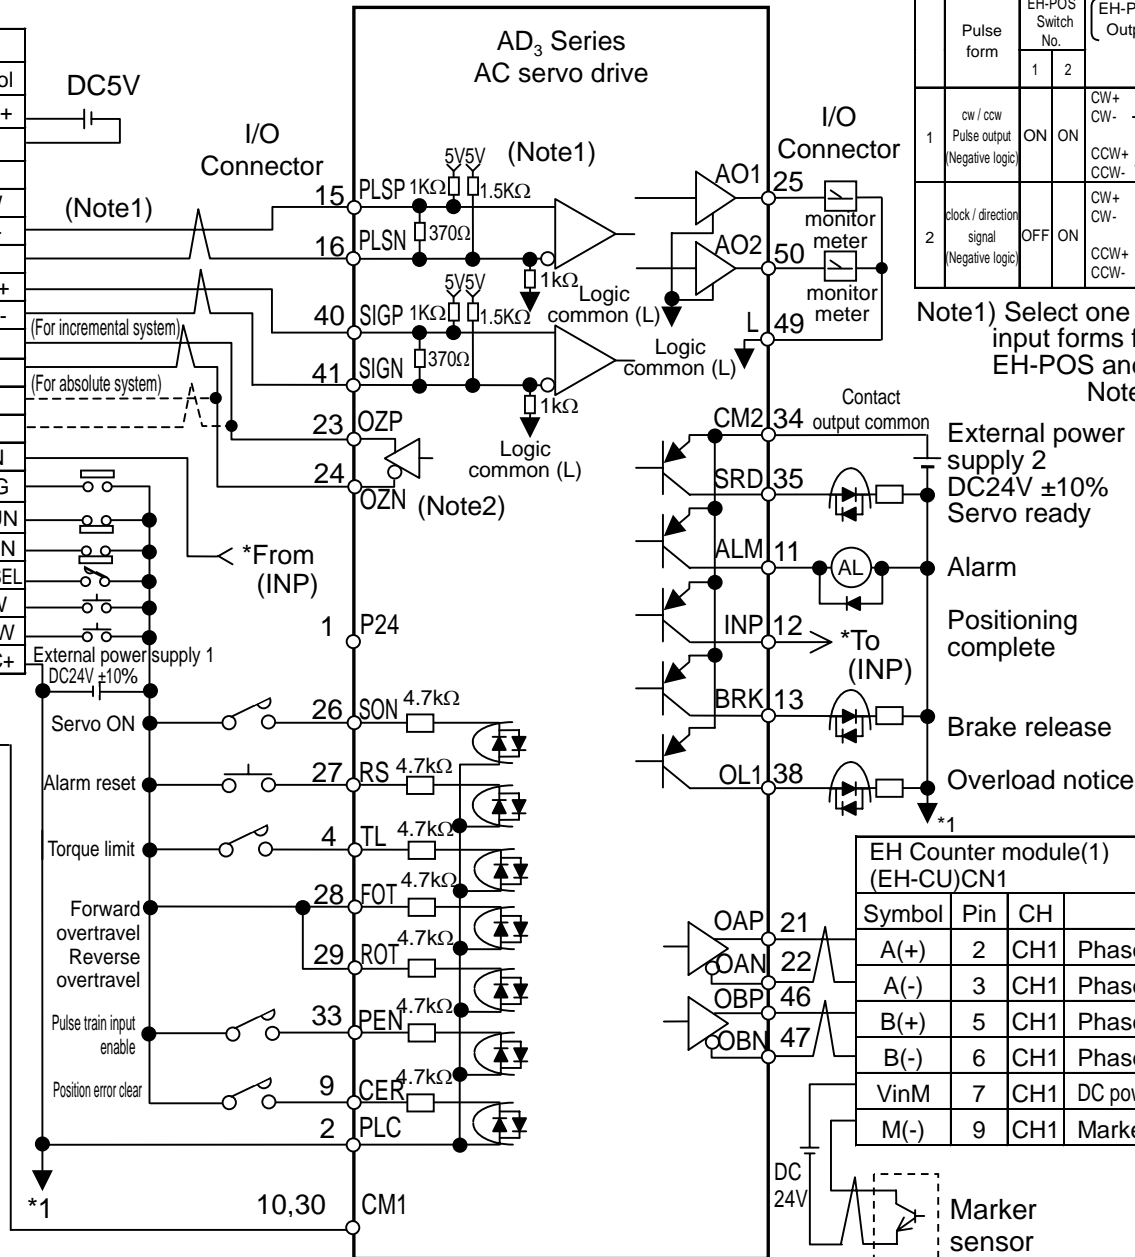 AD3 Series
AC servo drive
DC5V
I/O
Connector
(Note1)
15
PLSP
1KΩ
5V5V
1.5KΩ
(Note1)
370Ω
16
PLSN
1kΩ
Logic
common (L)
40
SIGP
1KΩ
5V5V
1.5KΩ
370Ω
41
SIGN
1kΩ
Logic
common (L)
Logic
common (L)
(For incremental system)
(For absolute system)
23
OZP
24
OZN
(Note2)
*From
(INP)
AO1
25
monitor
meter
AO2
50
monitor
meter
L
49
I/O
Connector
Pulse
form
EH-POS
Switch
No.
1
2
1
cw / ccw
Pulse output
(Negative logic)
ON
ON
CW+
CW-
CCW+
CCW-
2
clock / direction
signal
(Negative logic)
OFF
ON
CW+
CW-
CCW+
CCW-
Note1) Select one
EH-POS and
Contact
output common
CM2
34
External power
supply 2
DC24V ±10%
SRD
35
Servo ready
ALM
11
AL
Alarm
INP
12
*To
(INP)
Positioning
complete
BRK
13
Brake release
OL1
38
Overload notice
*1
1
P24
External power supply 1
DC24V ±10%
Servo ON
26
SON
4.7kΩ
Alarm reset
27
RS
4.7kΩ
Torque limit
4
TL
4.7kΩ
Forward
overtravel
28
FOT
4.7kΩ
Reverse
overtravel
29
ROT
4.7kΩ
Pulse train input
enable
33
PEN
4.7kΩ
Position error clear
9
CER
4.7kΩ
2
PLC
*1
10,30
CM1
OAP
21
OAN
22
OBP
46
OBN
47
EH Counter module(1)
(EH-CU)CN1
Symbol
Pin
CH
A(+)
2
CH1
A(-)
3
CH1
B(+)
5
CH1
B(-)
6
CH1
VinM
7
CH1
DC
M(-)
9
CH1
DC
24V
Marker
sensor